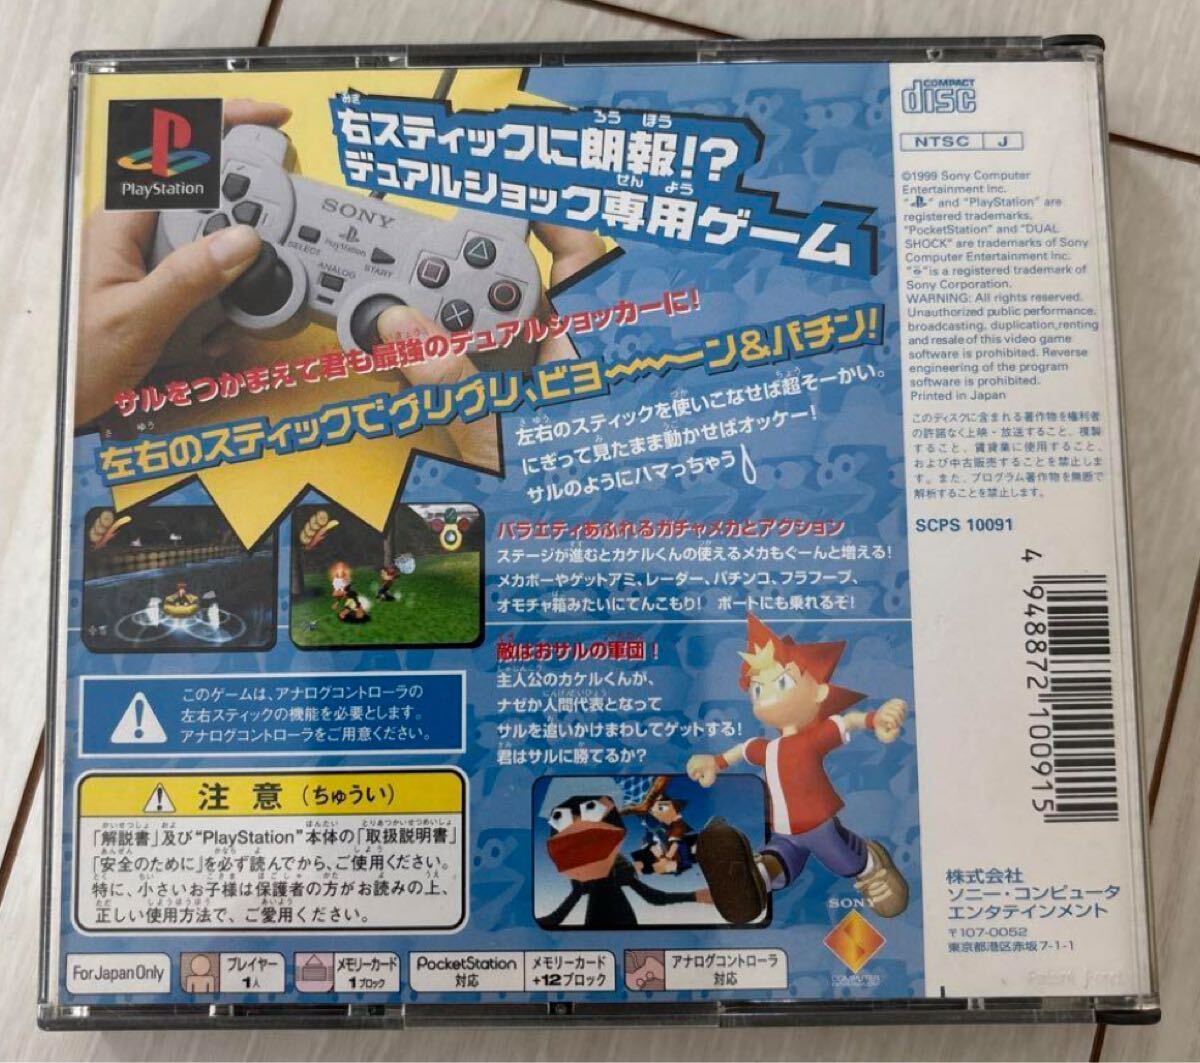 PlayStation
SONY
PlayStation
SELECT
START
ANALOG
右スティックに朗報!?
デュアルショック専用ゲーム
サルをつかまえて君も最強のデュアルショッカーに!
左右のスティックでグリグリ、ビヨ〜〜〜ーン&パチン!
左右のスティックを使いこなせば超そーかい。
にぎって見たまま動かせばオッケー!
サルのようにハマっちゃう
バラエティあふれるガチャメカとアクション
ステージが進むとカケルくんの使えるメカもぐーんと増える!
メカボーやゲットアミ、レーダー、パチンコ、フラフープ、
オモチャ箱みたいにてんこもり! ボートにも乗れるぞ!
敵はおサルの軍団!
主人公のカケルくんが、
ナゼか人間代表となって
サルを追いかけまわしてゲットする!
君はサルに勝てるか?
このゲームは、アナログコントローラの
左右スティックの機能を必要とします。
アナログコントローラをご用意ください。
注意(ちゅうい)
「解説書」及び“PlayStation”本体の「取扱説明書」
「安全のために」を必ず読んでから、ご使用ください。
特に、小さいお子様は保護者の方がお読みの上、
正しい使用方法で、ご愛用ください。
For Japan Only
プレイヤー
1人
メモリーカード
1ブロック
PocketStation
対応
メモリーカード
+12ブロック
アナログコントローラ
対応
SONY
COMPUTER
COMPACT
disc
NTSC J
©1999 Sony Computer
Entertainment Inc.
" " and "PlayStation" are
registered trademarks.
"PocketStation" and "DUAL
SHOCK" are trademarks of Sony
Computer Entertainment Inc.
" "is a registered trademark of
Sony Corporation.
WARNING: All rights reserved.
Unauthorized public performance,
broadcasting, duplication,renting
and resale of this video game
software is prohibited. Reverse
engineering of the program
software is prohibited.
Printed in Japan
このディスクに含まれる著作物を権利者
の許諾なく上映・放送すること、複製
すること、賃貸業に使用すること、
および中古販売することを禁止しま
す。また、プログラム著作物を無断で
解析することを禁止します。
SCPS 10091
4 948872 100915
株式会社
ソニー・コンピュータ
エンタテインメント
〒107-0052
東京都港区赤坂7-1-1